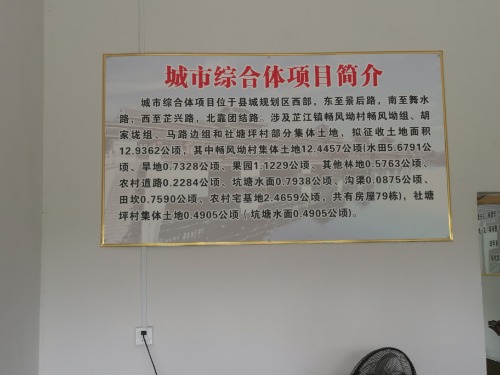 城市综合体项目简介
城市综合体项目位于县城规划区西部，东至景后路，南至舞水
路，西至芷兴路，北靠团结路。涉及芷江镇畅风坳村畅风坳组、胡
家垅组、马路边组和社塘坪村部分集体土地，拟征收土地面积
12.9362公顷，其中畅风坳村集体土地12.4457公顷(水田5.6791公
顷、旱地0.7328公顷、果园1.1229公顷、其他林地0.5763公顷、
农村道路0.2284公顷、坑塘水面0.7938公顷、沟渠0.0875公顷、
田坎0.7590公顷、农村宅基地2.4659公顷，共有房屋79栋)，社塘
坪村集体土地0.4905公顷（坑塘水面0.4905公顷）。